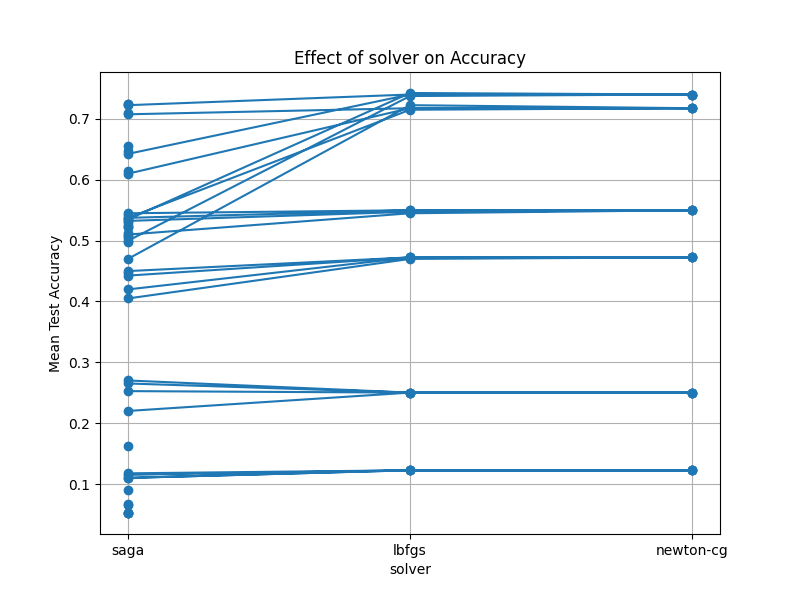 Effect of solver on Accuracy
Mean Test Accuracy
0.7
0.6
0.5
0.4
0.3
0.2
0.1
saga lbfgs newton-cg
solver